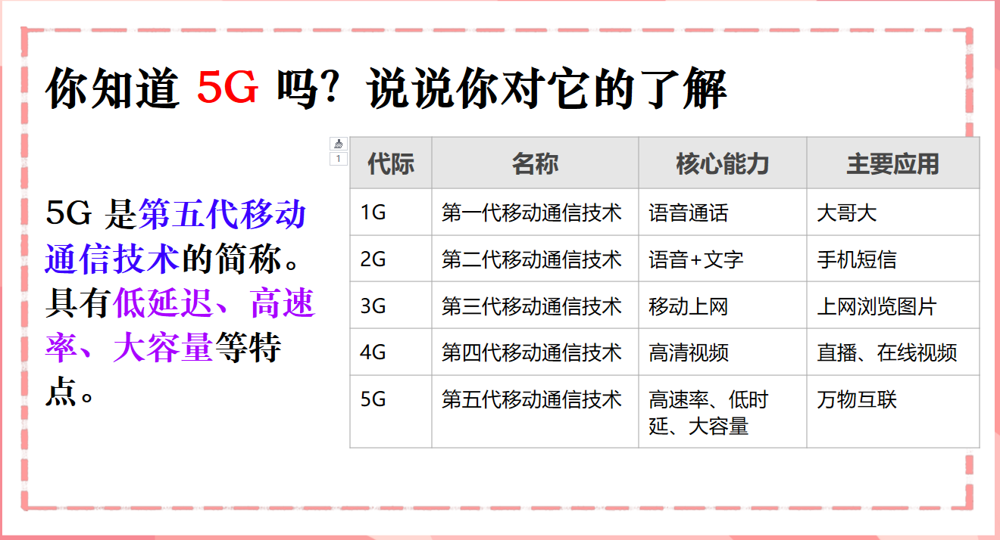 你知道 5G 吗？说说你对它的了解
5G 是第五代移动
通信技术的简称。
具有低延迟、高速
率、大容量等特
点。
1
代际 名称 核心能力 主要应用
1G 第一代移动通信技术 语音通话 大哥大
2G 第二代移动通信技术 语音+文字 手机短信
3G 第三代移动通信技术 移动上网 上网浏览图片
4G 第四代移动通信技术 高清视频 直播、在线视频
5G 第五代移动通信技术 高速率、低时 万物互联
延、大容量